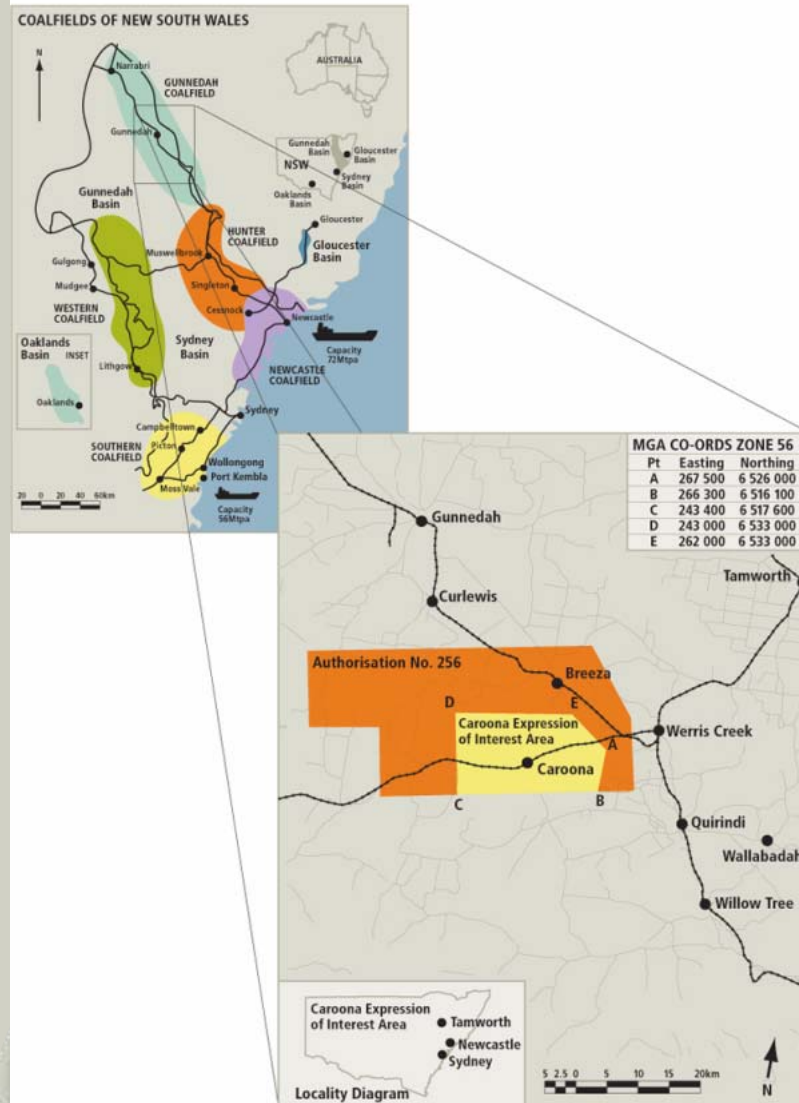 COALFIELDS OF NEW SOUTH WALES
N
AUSTRALIA
Narrabri
GUNNEDAH
COALFIELD
Gunnedah
Gunnedah
Basin
NSW
Gloucester
Basin
Sydney
Basin
Oaklands
Basin
Gunnedah
Basin
Gloucester
HUNTER
COALFIELD
Gloucester
Basin
Muswellbrook
Gulgong
Singleton
Mudgee
WESTERN
COALFIELD
Cessnock
Newcastle
Sydney
Basin
Capacity
72Mtpa
Oaklands
Basin INSET
NEWCASTLE
COALFIELD
Lithgow
Oaklands
Sydney
Campbelltown
SOUTHERN
COALFIELD
Picton
Wollongong
Port Kembla
Moss Vale
Capacity
56Mtpa
20 0 20 40 60km
MGA CO-ORDS ZONE 56
Pt Easting Northing
A 267 500 6 526 000
B 266 300 6 516 100
C 243 400 6 517 600
D 243 000 6 533 000
E 262 000 6 533 000
Gunnedah
Tamworth
Curlewis
Authorisation No. 256
Breeza
D
E
Caroona Expression
of Interest Area
Werris Creek
A
Caroona
C
B
Quirindi
Wallabadah
Willow Tree
Caroona Expression
of Interest Area
Tamworth
Newcastle
Sydney
Locality Diagram
5 2.5 0 5 10 15 20km
N